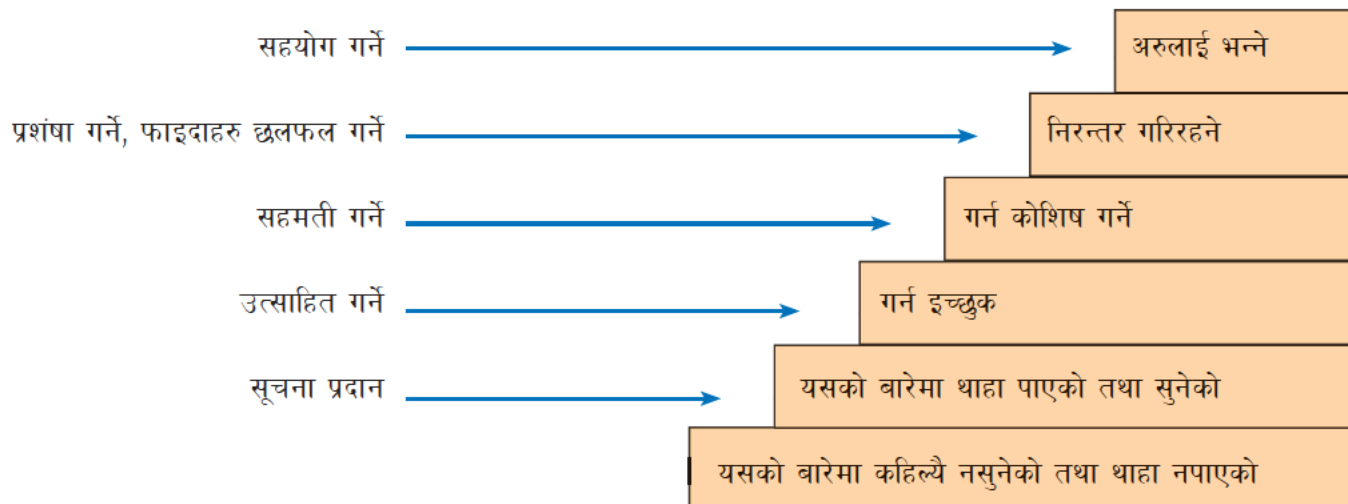 सहयोग गर्ने
अरुलाई भन्ने
प्रशंषा गर्ने, फाइदाहरु छलफल गर्ने
निरन्तर गरिरहने
सहमती गर्ने
गर्न कोशिष गर्ने
उत्साहित गर्ने
गर्न इच्छुक
सूचना प्रदान
यसको बारेमा थाहा पाएको तथा सुनेको
यसको बारेमा कहिल्यै नसुनेको तथा थाहा नपाएको